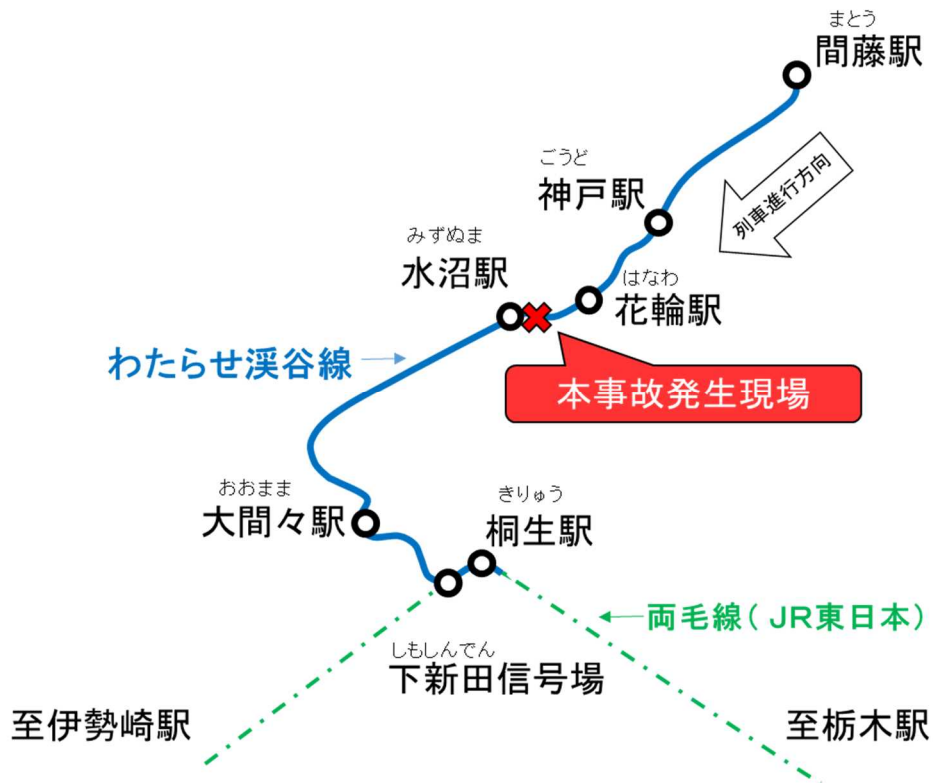 まとう
間藤駅
列車進行方向
ごうど
神戸駅
みずぬま
水沼駅
はなわ
花輪駅
わたらせ渓谷線
本事故発生現場
おおまま
大間々駅
きりゅう
桐生駅
両毛線（ＪＲ東日本）
しもしんでん
下新田信号場
至伊勢崎駅
至栃木駅